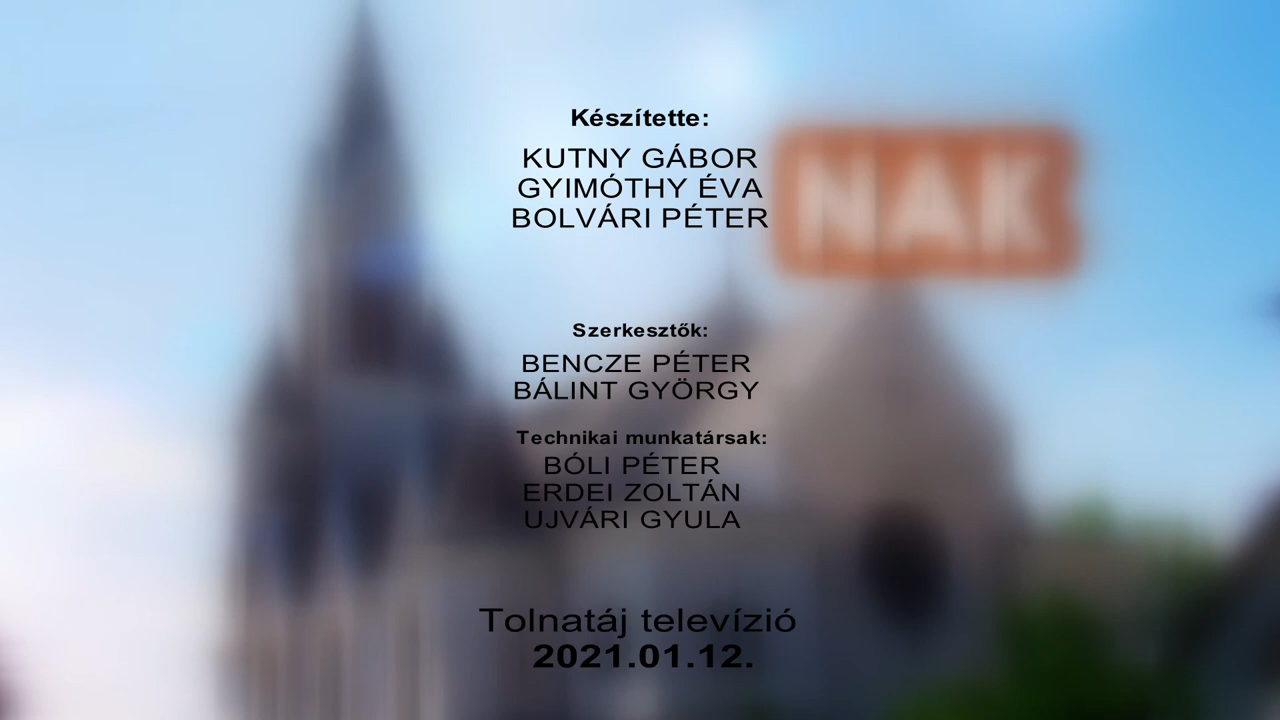 Készítette:
KUTNY GÁBOR
GYIMÓTHY ÉVA
BOLVÁRI PÉTER
NAK
Szerkesztők:
BENCZE PÉTER
BÁLINT GYÖRGY
Technikai munkatársak:
BÓLI PÉTER
ERDEI ZOLTÁN
UJVÁRI GYULA
Tolnatáj televízió
2021.01.12.